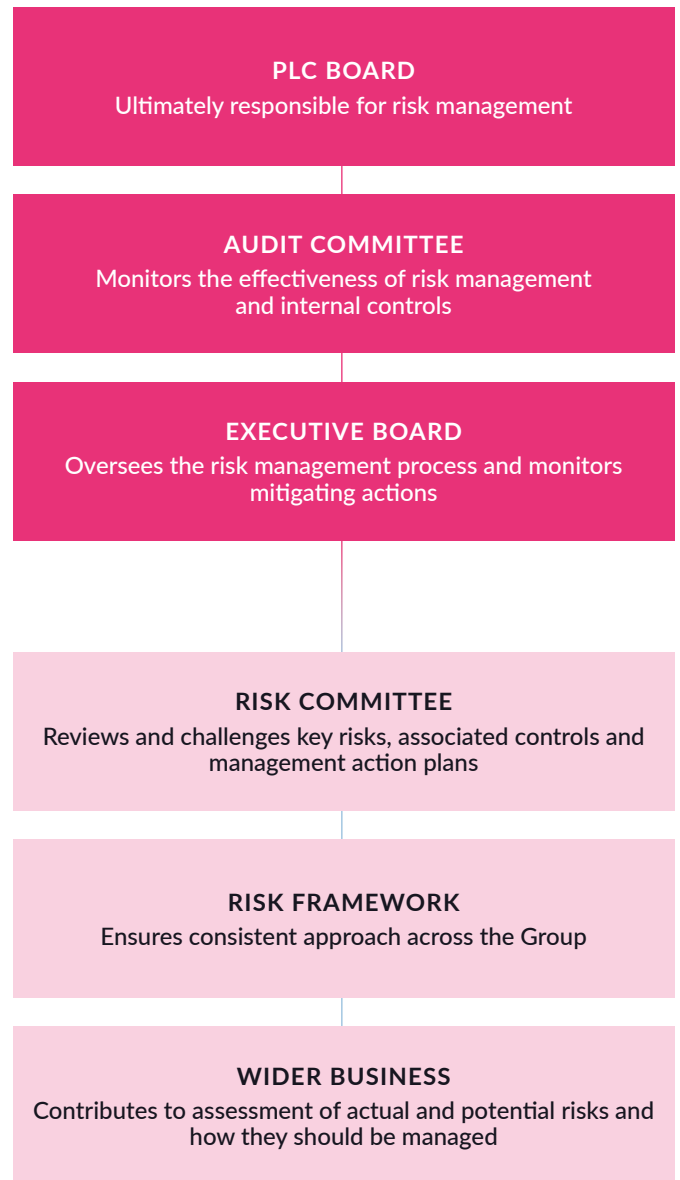 PLC BOARD
Ultimately responsible for risk management
AUDIT COMMITTEE
Monitors the effectiveness of risk management
and internal controls
EXECUTIVE BOARD
Oversees the risk management process and monitors
mitigating actions
RISK COMMITTEE
Reviews and challenges key risks, associated controls and
management action plans
RISK FRAMEWORK
Ensures consistent approach across the Group
WIDER BUSINESS
Contributes to assessment of actual and potential risks and
how they should be managed